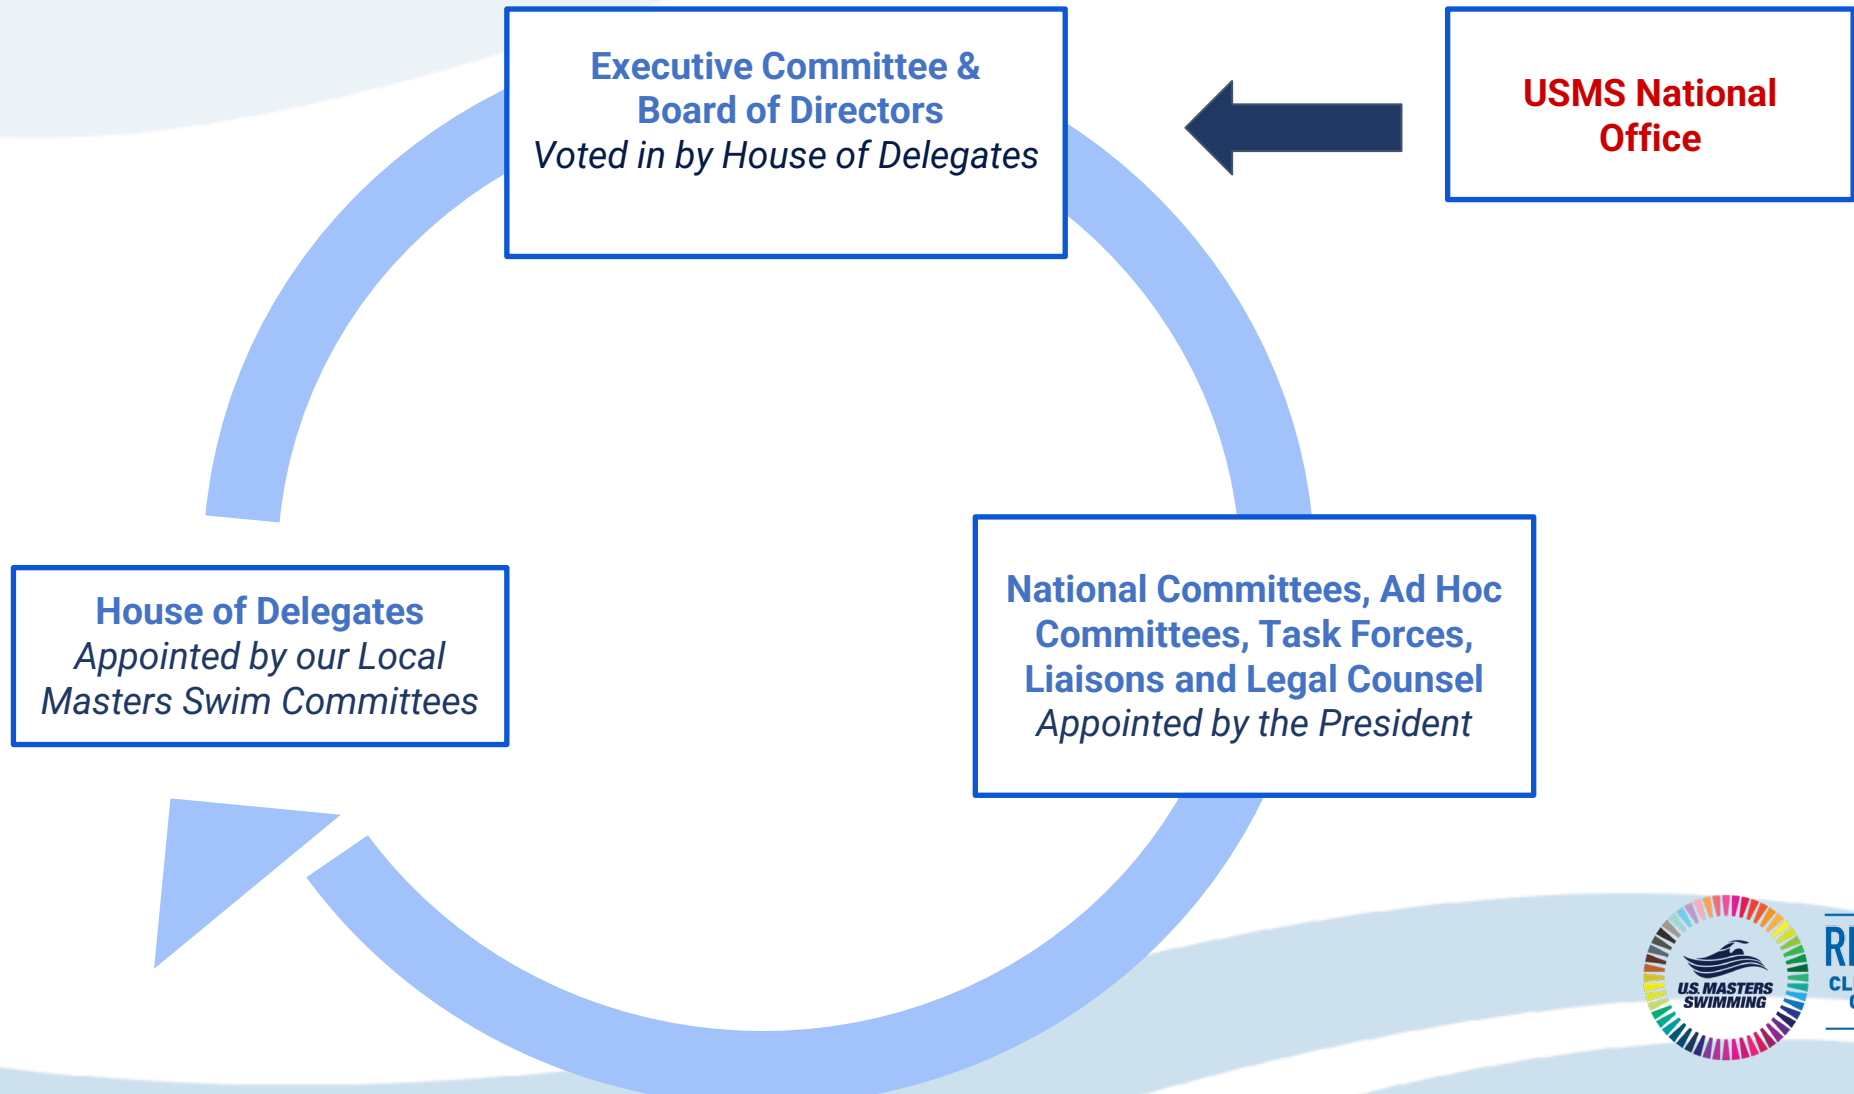 Executive Committee &
Board of Directors
Voted in by House of Delegates
USMS National
Office
House of Delegates
Appointed by our Local
Masters Swim Committees
National Committees, Ad Hoc
Committees, Task Forces,
Liaisons and Legal Counsel
Appointed by the President
U.S. MASTERS
SWIMMING